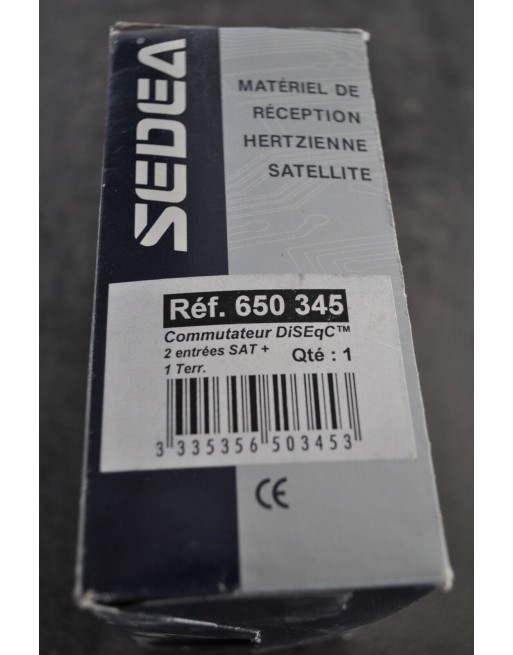 SEDEA
MATÉRIEL DE
RÉCEPTION
HERTZIENNE
SATELLITE
Réf. 650 345
Commutateur DiSEqC™
2 entrées SAT +
1 Terr.
Qté : 1
3 335356 503453
CE